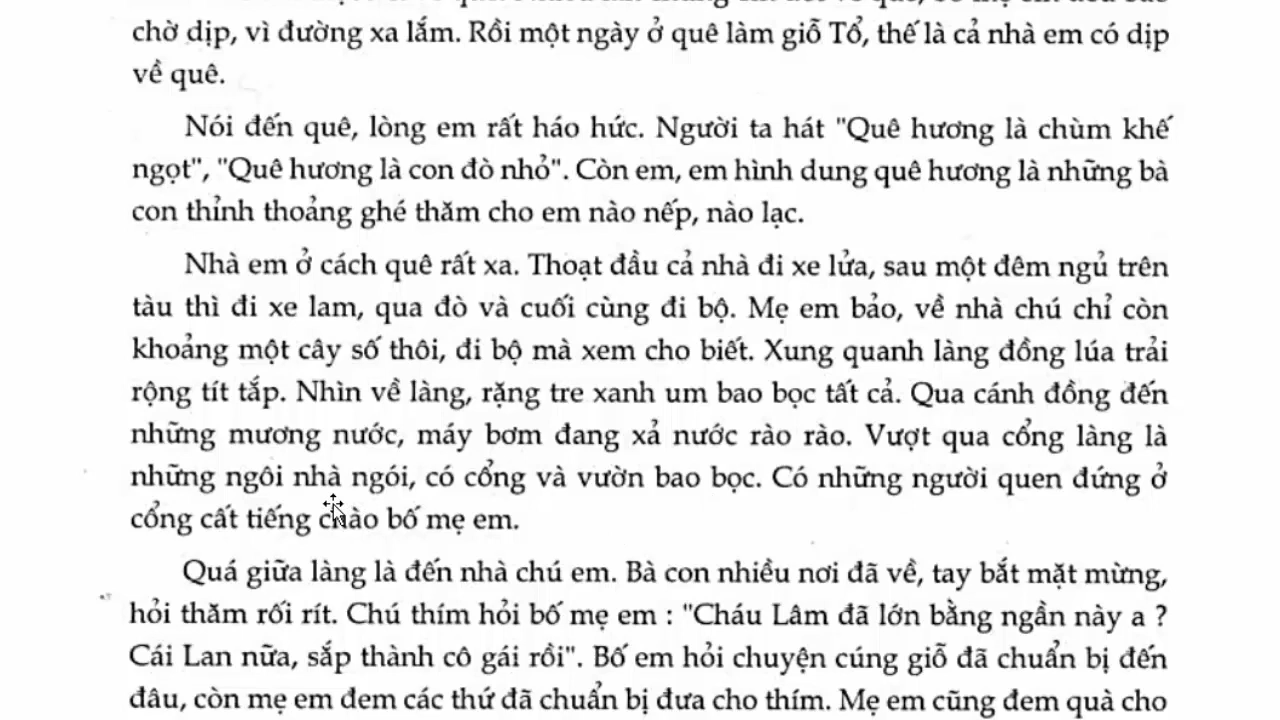 chờ dịp, vì đường xa lắm. Rồi một ngày ở quê làm giỗ Tổ, thế là cả nhà em có dịp
về quê.
Nói đến quê, lòng em rất háo hức. Người ta hát "Quê hương là chùm khế
ngọt", "Quê hương là con đò nhỏ". Còn em, em hình dung quê hương là những bà
con thỉnh thoảng ghé thăm cho em nào nếp, nào lạc.
Nhà em ở cách quê rất xa. Thoạt đầu cả nhà đi xe lửa, sau một đêm ngủ trên
tàu thì đi xe lam, qua đò và cuối cùng đi bộ. Mẹ em bảo, về nhà chú chỉ còn
khoảng một cây số thôi, đi bộ mà xem cho biết. Xung quanh làng đồng lúa trải
rộng tít tắp. Nhìn về làng, rặng tre xanh um bao bọc tất cả. Qua cánh đồng đến
những mương nước, máy bơm đang xả nước rào rào. Vượt qua cổng làng là
những ngôi nhà ngói, có cổng và vườn bao bọc. Có những người quen đứng ở
cổng cất tiếng chào bố mẹ em.
Quá giữa làng là đến nhà chú em. Bà con nhiều nơi đã về, tay bắt mặt mừng,
hỏi thăm rối rít. Chú thím hỏi bố mẹ em : "Cháu Lâm đã lớn bằng ngần này a ?
Cái Lan nữa, sắp thành cô gái rồi". Bố em hỏi chuyện cúng giỗ đã chuẩn bị đến
đâu, còn mẹ em đem các thứ đã chuẩn bị đưa cho thím. Mẹ em cũng đem quà cho